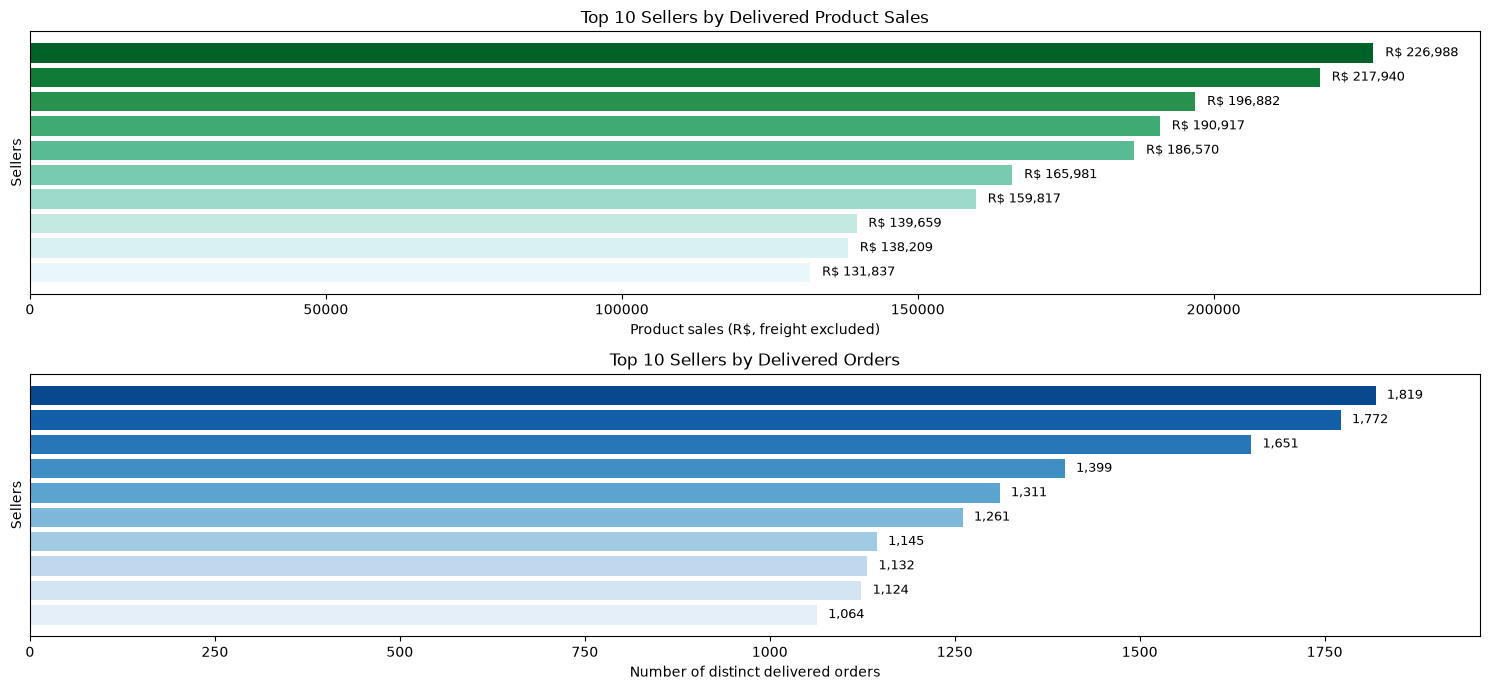 Top 10 Sellers by Delivered Product Sales
Sellers
R$ 226,988
R$ 217,940
R$ 196,882
R$ 190,917
R$ 186,570
R$ 165,981
R$ 159,817
R$ 139,659
R$ 138,209
R$ 131,837
0 50000 100000 150000 200000
Product sales (R$, freight excluded)
Top 10 Sellers by Delivered Orders
Sellers
1,819
1,772
1,651
1,399
1,311
1,261
1,145
1,132
1,124
1,064
0 250 500 750 1000 1250 1500 1750
Number of distinct delivered orders